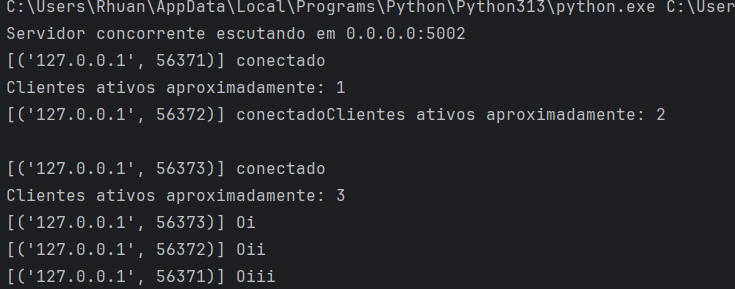 C:\Users\Rhuan\AppData\Local\Programs\Python\Python313\python.exe C:\User
Servidor concorrente escutando em 0.0.0.0:5002
[('127.0.0.1', 56371)] conectado
Clientes ativos aproximadamente: 1
[('127.0.0.1', 56372)] conectadoClientes ativos aproximadamente: 2
[('127.0.0.1', 56373)] conectado
Clientes ativos aproximadamente: 3
[('127.0.0.1', 56373)] Oi
[('127.0.0.1', 56372)] Oii
[('127.0.0.1', 56371)] Oiii